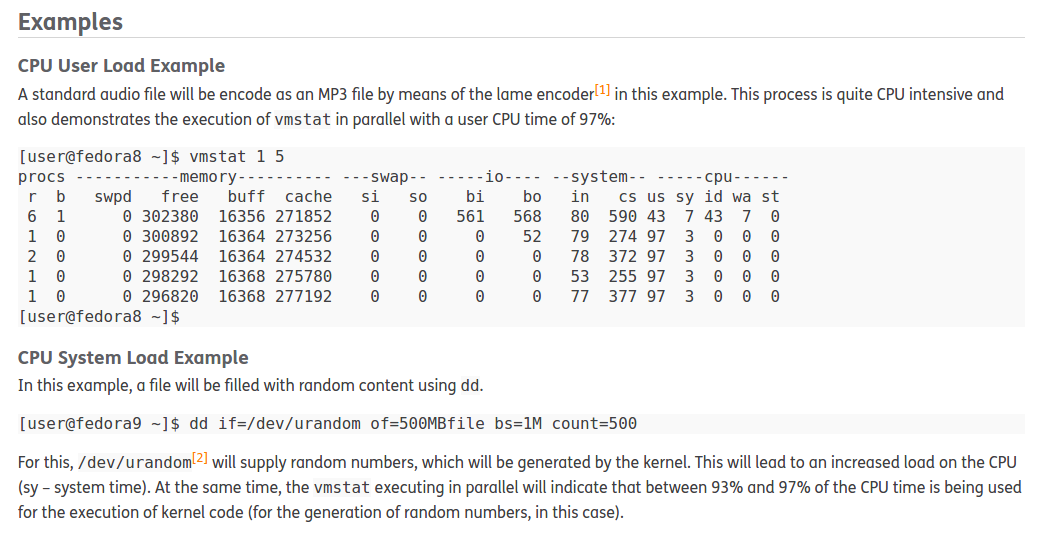 Examples
CPU User Load Example
A standard audio file will be encode as an MP3 file by means of the lame encoder[1] in this example. This process is quite CPU intensive and
also demonstrates the execution of vmstat in parallel with a user CPU time of 97%:
[user@fedora8 ~]$ vmstat 1 5
procs -----------memory---------- ---swap-- -----io---- --system-- -----cpu------
 r  b   swpd   free   buff  cache   si   so    bi    bo   in   cs us sy id wa st
 6  1      0 302380  16356 271852    0    0   561   568   80  590 43  7 43  7  0
 1  0      0 300892  16364 273256    0    0     0    52   79  274 97  3  0  0  0
 2  0      0 299544  16364 274532    0    0     0     0   78  372 97  3  0  0  0
 1  0      0 298292  16368 275780    0    0     0     0   53  255 97  3  0  0  0
 1  0      0 296820  16368 277192    0    0     0     0   77  377 97  3  0  0  0
[user@fedora8 ~]$
CPU System Load Example
In this example, a file will be filled with random content using dd.
[user@fedora9 ~]$ dd if=/dev/urandom of=500MBfile bs=1M count=500
For this, /dev/urandom[2] will supply random numbers, which will be generated by the kernel. This will lead to an increased load on the CPU
(sy – system time). At the same time, the vmstat executing in parallel will indicate that between 93% and 97% of the CPU time is being used
for the execution of kernel code (for the generation of random numbers, in this case).